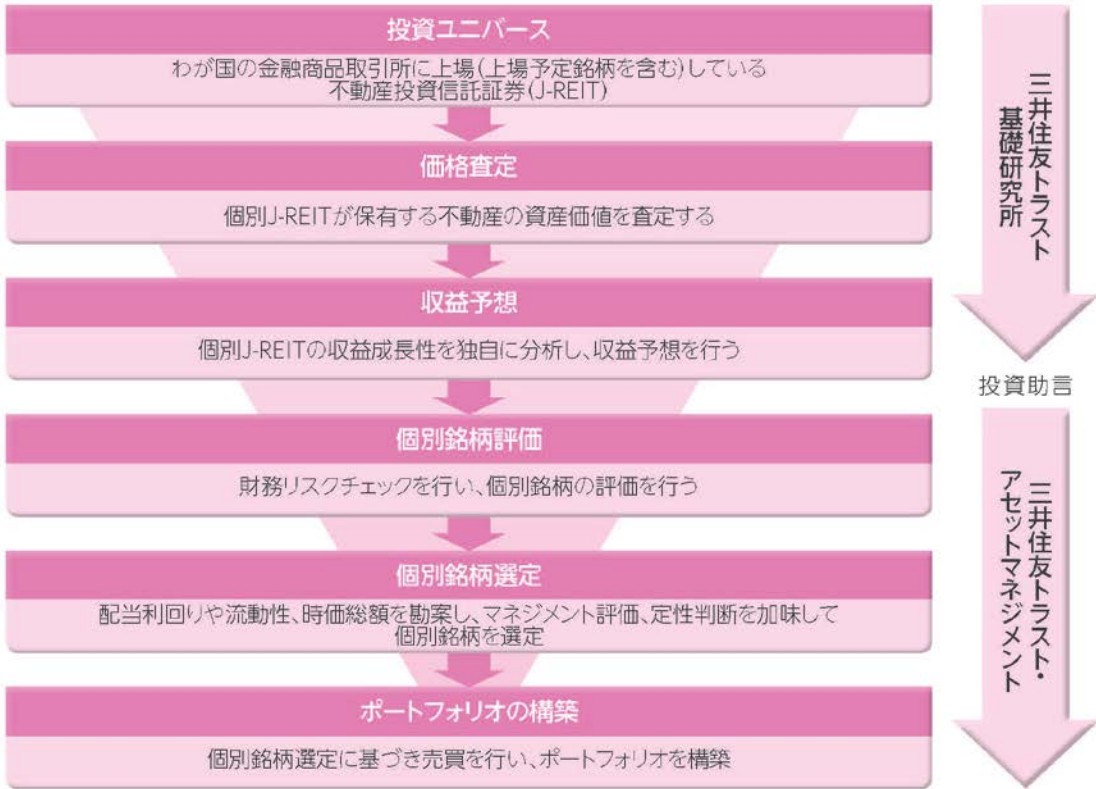 投資ユニバース
わが国の金融商品取引所に上場(上場予定銘柄を含む)している
不動産投資信託証券(J-REIT)
価格査定
個別J-REITが保有する不動産の資産価値を査定する
収益予想
個別J-REITの収益成長性を独自に分析し、収益予想を行う
個別銘柄評価
財務リスクチェックを行い、個別銘柄の評価を行う
個別銘柄選定
配当利回りや流動性、時価総額を勘案し、マネジメント評価、定性判断を加味して
個別銘柄を選定
ポートフォリオの構築
個別銘柄選定に基づき売買を行い、ポートフォリオを構築
三井住友トラスト
基礎研究所
投資助言
三井住友トラスト・
アセットマネジメント